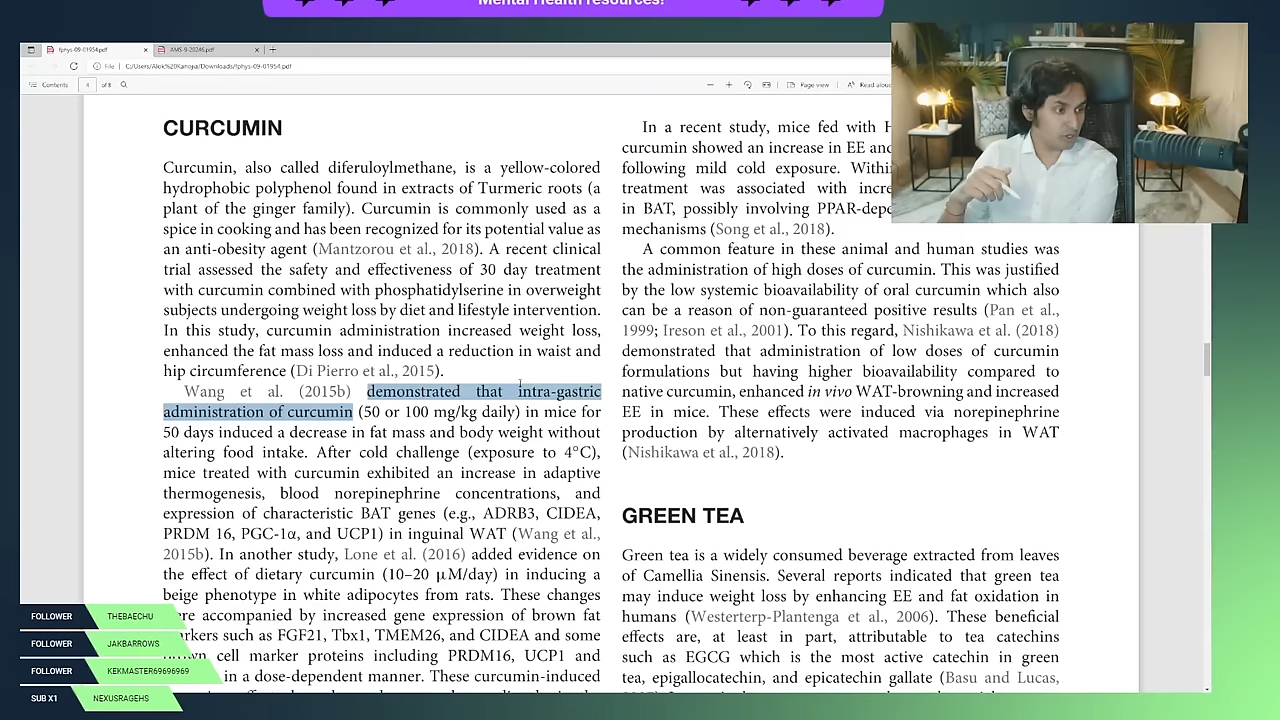 Mental Health resources!
fphys-09-01954.pdf
AMS-9-20246.pdf
File
C:/Users/Alok%20Kanojia/Downloads/fphys-09-01954.pdf
Contents
4 of 8
Page view
Read aloud
CURCUMIN
Curcumin, also called diferuloylmethane, is a yellow-colored
hydrophobic polyphenol found in extracts of Turmeric roots (a
plant of the ginger family). Curcumin is commonly used as a
spice in cooking and has been recognized for its potential value as
an anti-obesity agent (Mantzorou et al., 2018). A recent clinical
trial assessed the safety and effectiveness of 30 day treatment
with curcumin combined with phosphatidylserine in overweight
subjects undergoing weight loss by diet and lifestyle intervention.
In this study, curcumin administration increased weight loss,
enhanced the fat mass loss and induced a reduction in waist and
hip circumference (Di Pierro et al., 2015).
Wang et al. (2015b) demonstrated that intra-gastric
administration of curcumin (50 or 100 mg/kg daily) in mice for
50 days induced a decrease in fat mass and body weight without
altering food intake. After cold challenge (exposure to 4°C),
mice treated with curcumin exhibited an increase in adaptive
thermogenesis, blood norepinephrine concentrations, and
expression of characteristic BAT genes (e.g., ADRB3, CIDEA,
PRDM 16, PGC-1α, and UCP1) in inguinal WAT (Wang et al.,
2015b). In another study, Lone et al. (2016) added evidence on
the effect of dietary curcumin (10–20 μM/day) in inducing a
beige phenotype in white adipocytes from rats. These changes
were accompanied by increased gene expression of brown fat
markers such as FGF21, Tbx1, TMEM26, and CIDEA and some
brown cell marker proteins including PRDM16, UCP1 and
in a dose-dependent manner. These curcumin-induced
In a recent study, mice fed with H
curcumin showed an increase in EE and
following mild cold exposure. Within
treatment was associated with incre
in BAT, possibly involving PPAR-depe
mechanisms (Song et al., 2018).
A common feature in these animal and human studies was
the administration of high doses of curcumin. This was justified
by the low systemic bioavailability of oral curcumin which also
can be a reason of non-guaranteed positive results (Pan et al.,
1999; Ireson et al., 2001). To this regard, Nishikawa et al. (2018)
demonstrated that administration of low doses of curcumin
formulations but having higher bioavailability compared to
native curcumin, enhanced in vivo WAT-browning and increased
EE in mice. These effects were induced via norepinephrine
production by alternatively activated macrophages in WAT
(Nishikawa et al., 2018).
GREEN TEA
Green tea is a widely consumed beverage extracted from leaves
of Camellia Sinensis. Several reports indicated that green tea
may induce weight loss by enhancing EE and fat oxidation in
humans (Westerterp-Plantenga et al., 2006). These beneficial
effects are, at least in part, attributable to tea catechins
such as EGCG which is the most active catechin in green
tea, epigallocatechin, and epicatechin gallate (Basu and Lucas,
FOLLOWER THEBAECHU
FOLLOWER JAKBARROWS
FOLLOWER KEKMASTER69696969
SUB X1 NEXUSRAGEHS